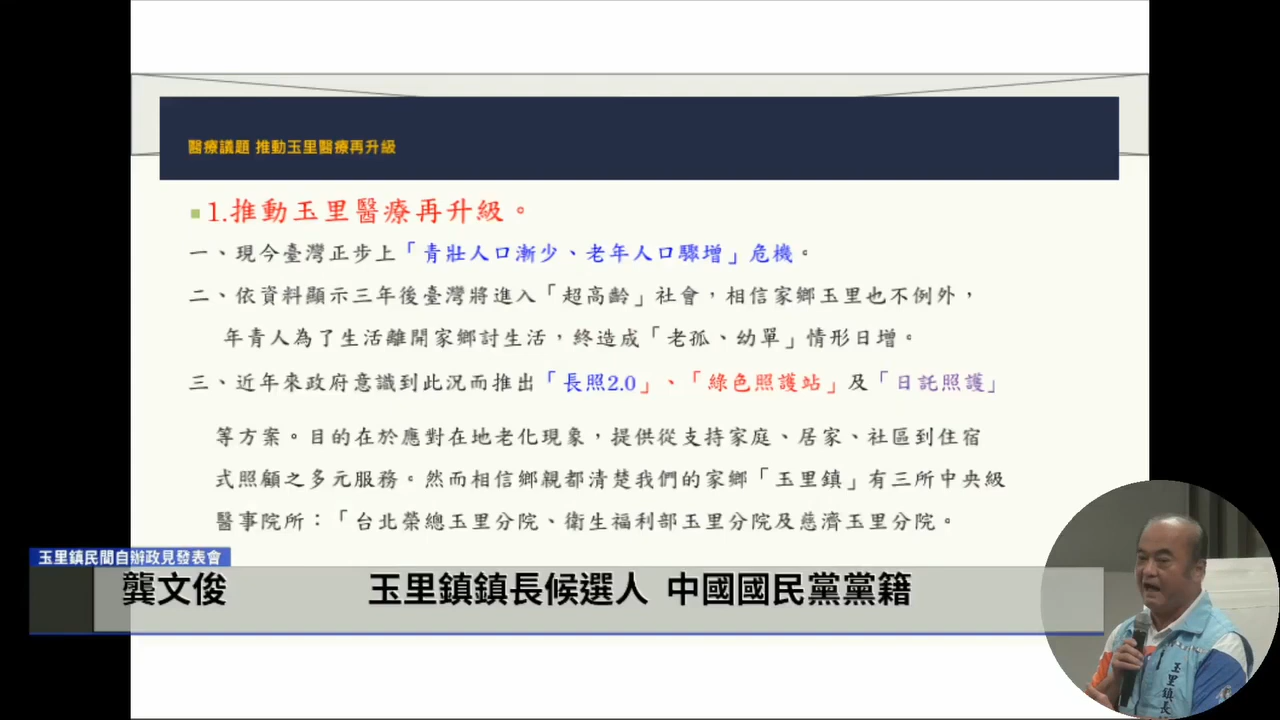 醫療議題 推動玉里醫療再升級
1.推動玉里醫療再升級。
一、現今臺灣正步上「青壯人口漸少、老年人口驟增」危機。
二、依資料顯示三年後臺灣將進入「超高齡」社會，相信家鄉玉里也不例外，
年青人為了生活離開家鄉討生活，終造成「老孤、幼單」情形日增。
三、近年來政府意識到此況而推出「長照2.0」、「綠色照護站」及「日託照護」
等方案。目的在於應對在地老化現象，提供從支持家庭、居家、社區到住宿
式照顧之多元服務。然而相信鄉親都清楚我們的家鄉「玉里鎮」有三所中央級
醫事院所：「台北榮總玉里分院、衛生福利部玉里分院及慈濟玉里分院。
玉里鎮民間自辦政見發表會
龔文俊 玉里鎮鎮長候選人 中國國民黨黨籍
玉里鎮長